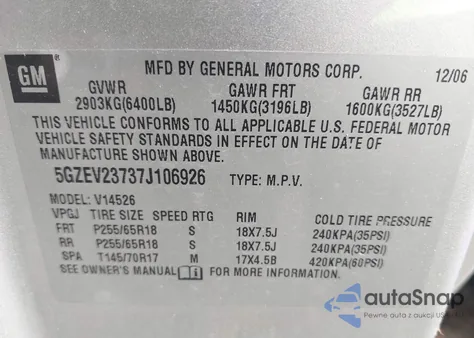 GM
MFD BY GENERAL MOTORS CORP. 12/06
GVWR GAWR FRT GAWR RR
2903KG(6400LB) 1450KG(3196LB) 1600KG(3527LB)
THIS VEHICLE CONFORMS TO ALL APPLICABLE U.S. FEDERAL MOTOR
VEHICLE SAFETY STANDARDS IN EFFECT ON THE DATE OF
MANUFACTURE SHOWN ABOVE.
5GZEV23737J106926 TYPE: M.P.V.
MODEL: V14526
VPGJ TIRE SIZE SPEED RTG RIM COLD TIRE PRESSURE
FRT P255/65R18 S 18X7.5J 240KPA(35PSI)
RR P255/65R18 S 18X7.5J 240KPA(35PSI)
SPA T145/70R17 M 17X4.5B 420KPA(60PSI)
SEE OWNER'S MANUAL FOR MORE INFORMATION
autoSnap
Pewne auta z aukcji USA